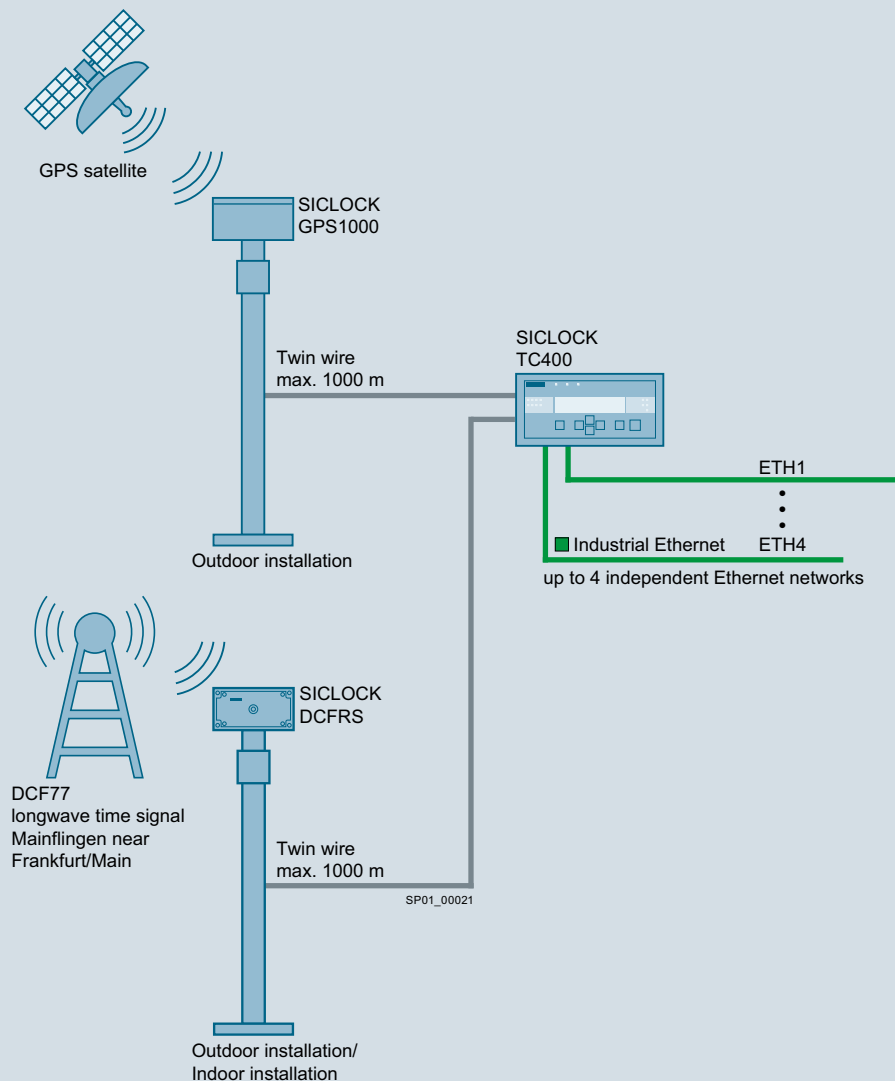 GPS satellite
SICLOCK
GPS1000
Twin wire
max. 1000 m
SICLOCK
TC400
ETH1
Industrial Ethernet
ETH4
up to 4 independent Ethernet networks
Outdoor installation
SICLOCK
DCFRS
DCF77
longwave time signal
Mainflingen near
Frankfurt/Main
Twin wire
max. 1000 m
SP01_00021
Outdoor installation/
Indoor installation